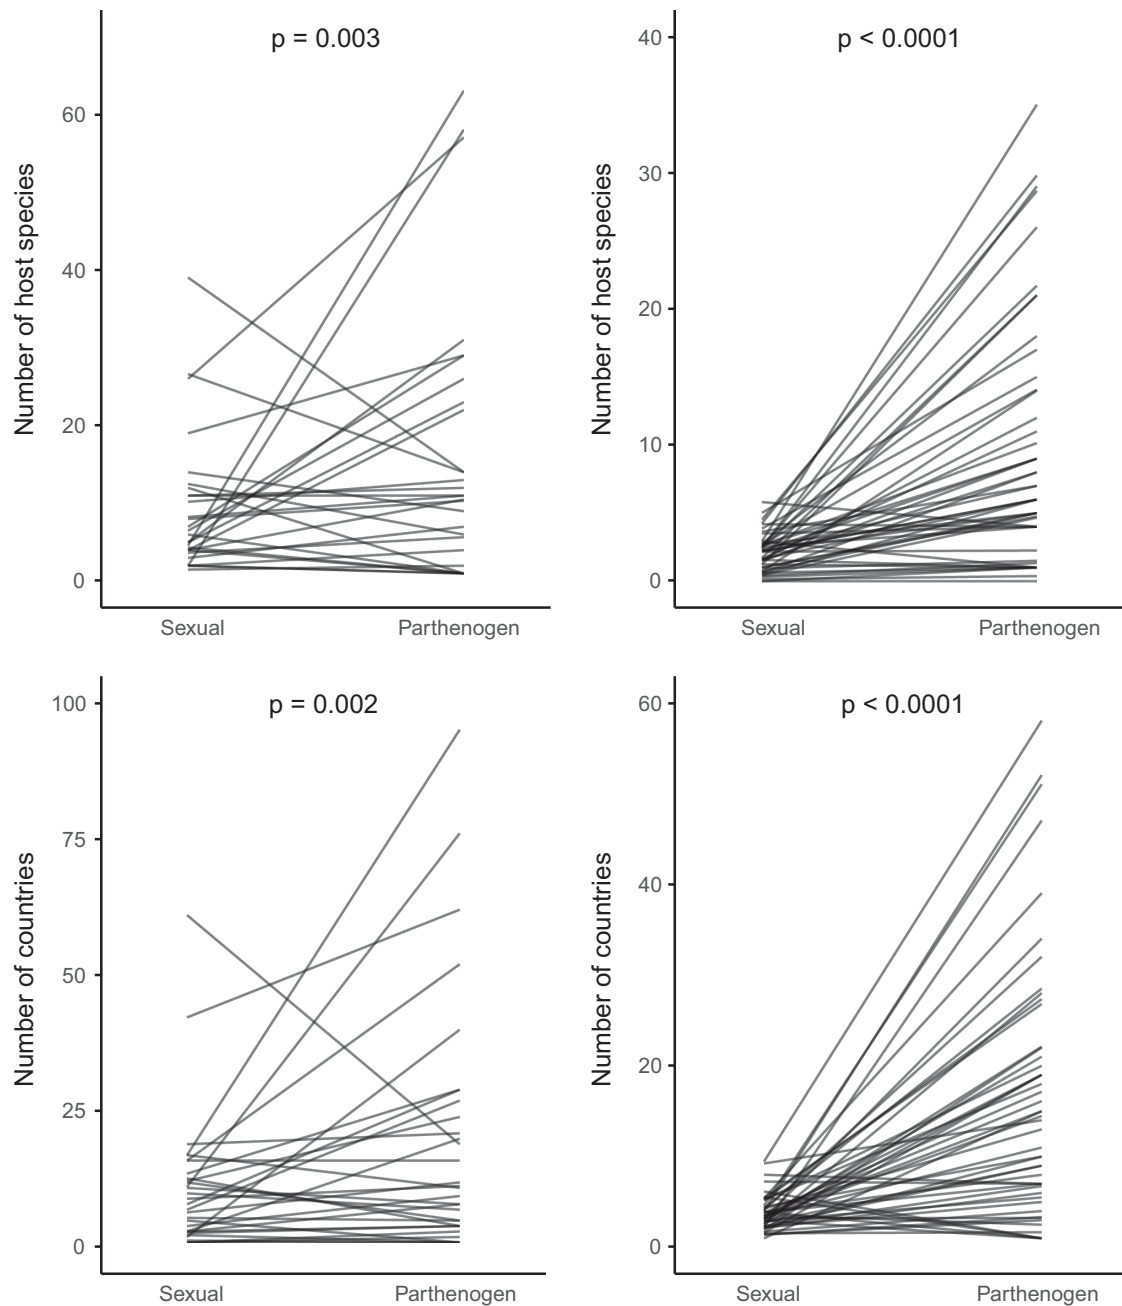 p = 0.003
Number of host species
60
40
20
0
Sexual Parthenogen
p < 0.0001
Number of host species
40
30
20
10
0
Sexual Parthenogen
p = 0.002
Number of countries
100
75
50
25
0
Sexual Parthenogen
p < 0.0001
Number of countries
60
40
20
0
Sexual Parthenogen